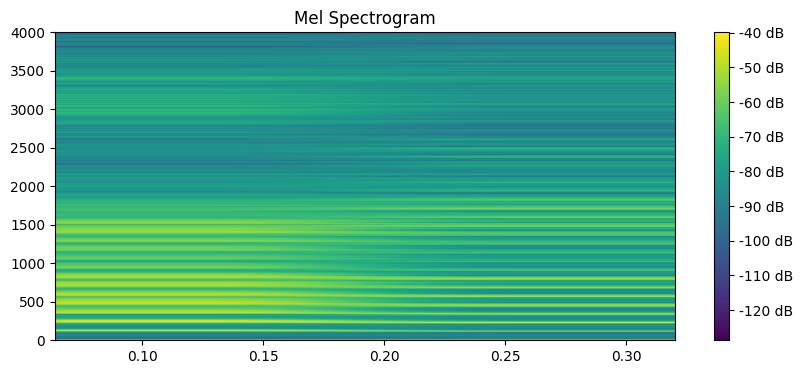 Mel Spectrogram
4000
3500
3000
2500
2000
1500
1000
500
0
0.10
0.15
0.20
0.25
0.30
-40 dB
-50 dB
-60 dB
-70 dB
-80 dB
-90 dB
-100 dB
-110 dB
-120 dB